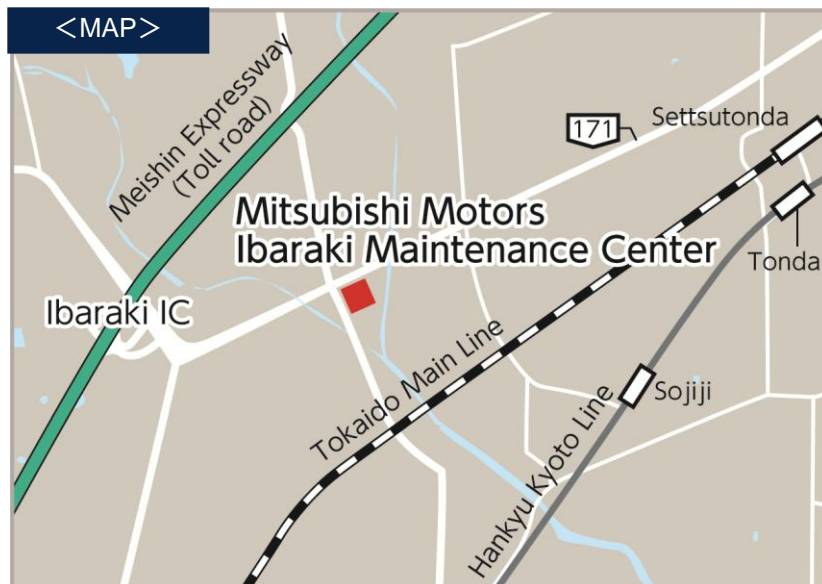 ＜MAP＞
Meishin Expressway
(Toll road)
171
Settsutonda
Mitsubishi Motors
Ibaraki Maintenance Center
Tonda
Ibaraki IC
Tokaido Main Line
Sojiji
Hankyu Kyoto Line